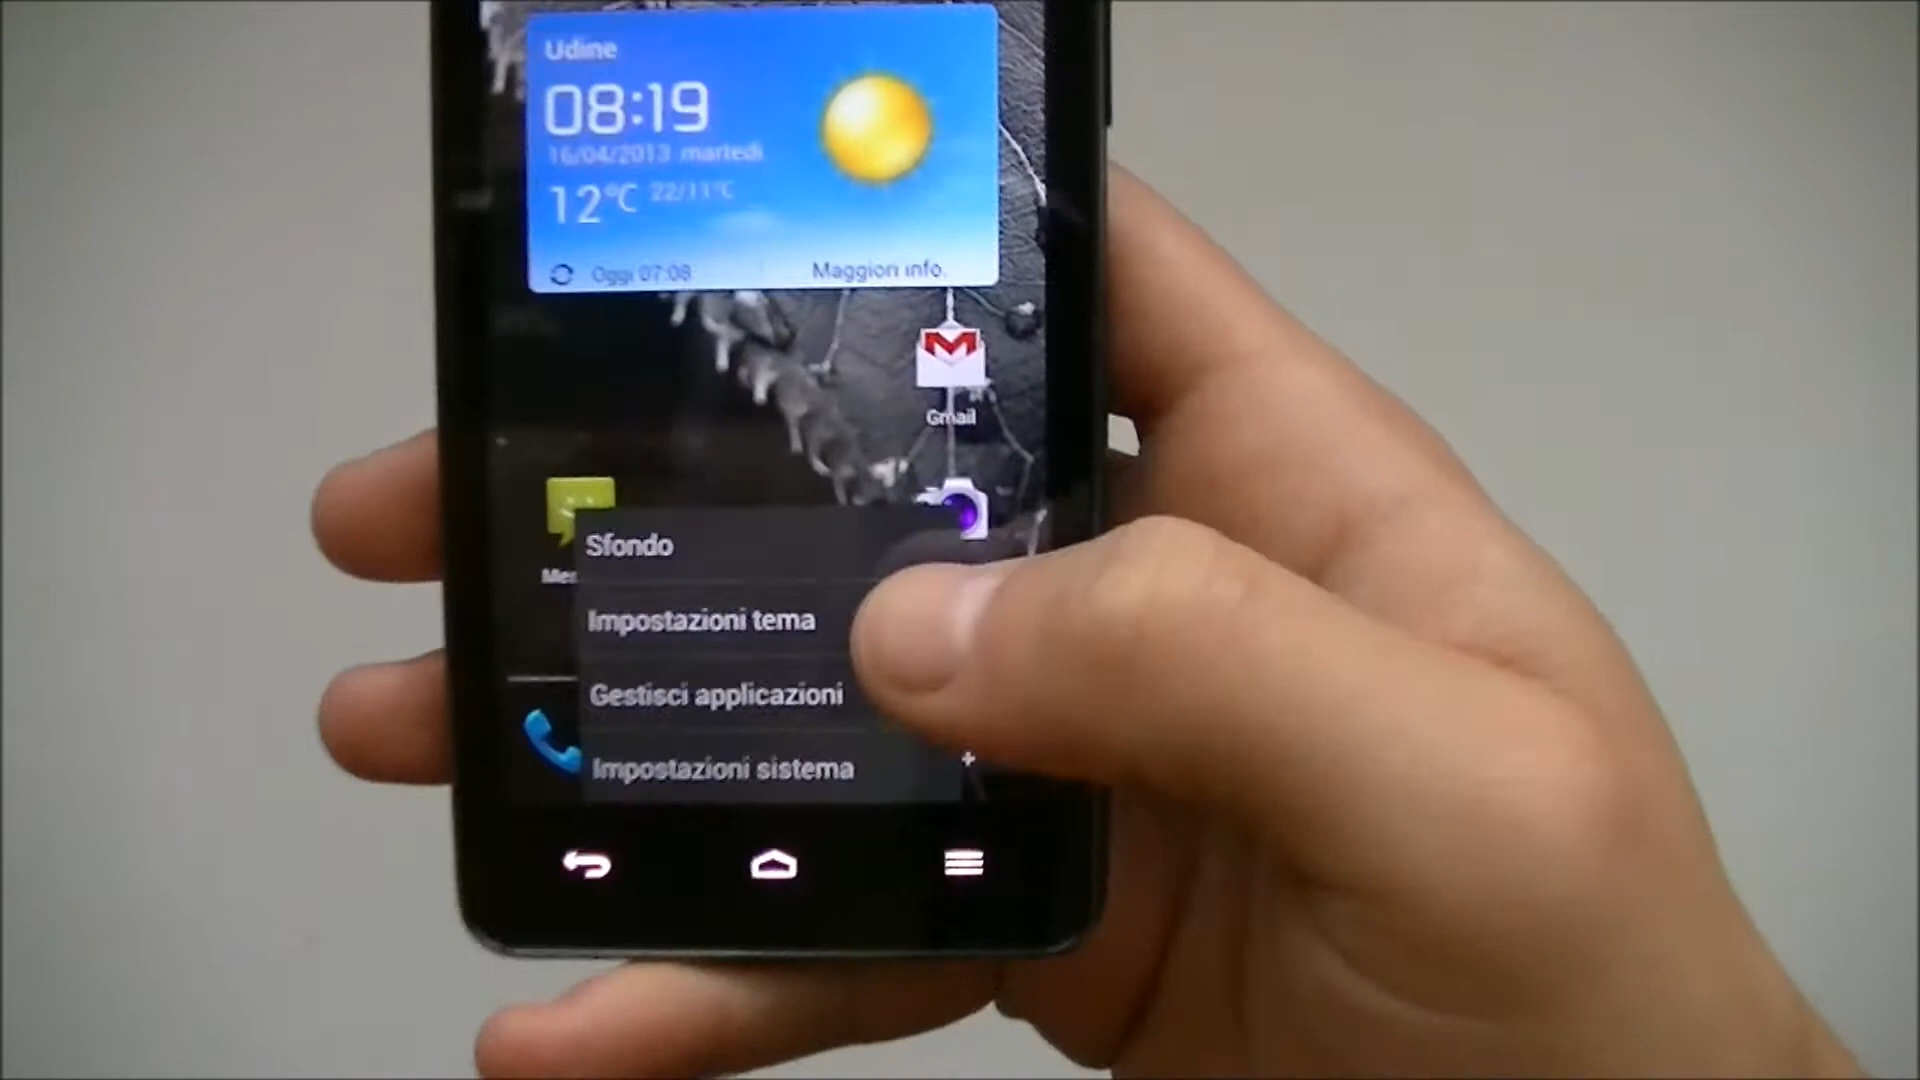 Udine
08:19
16/04/2013 martedì
12°C 22/11°C
Oggi 07:08 Maggiori info.
Gmail
Sfondo
Impostazioni tema
Gestisci applicazioni
Impostazioni sistema